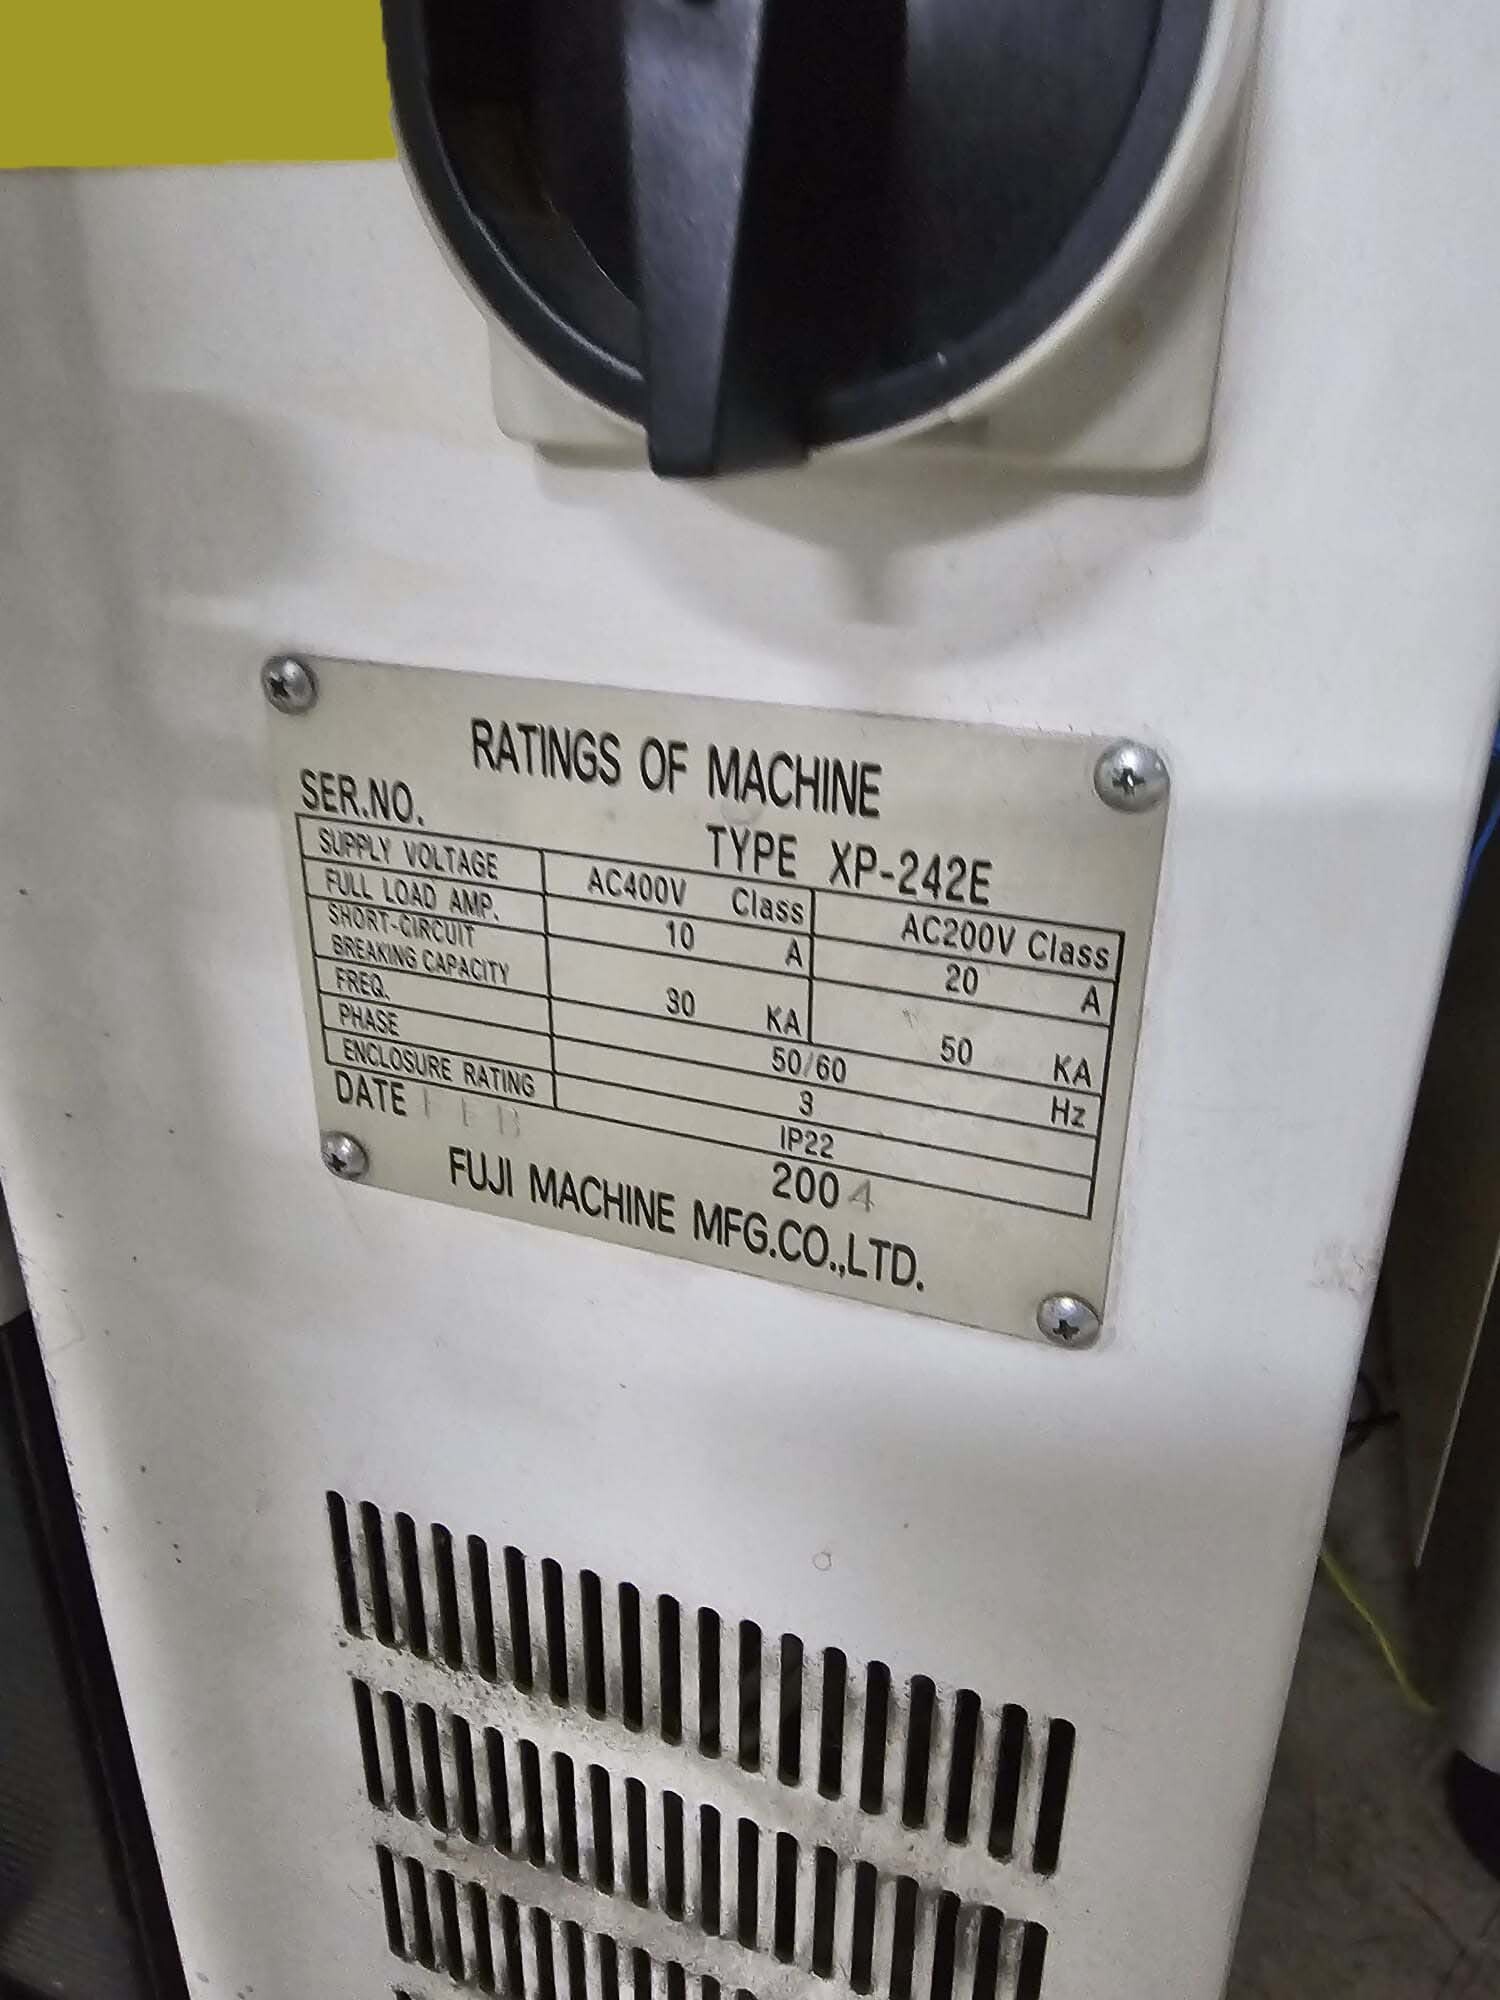 RATINGS OF MACHINE
SER.NO. TYPE XP-242E
SUPPLY VOLTAGE AC400V Class AC200V Class
FULL LOAD AMP. 10 A 20 A
SHORT-CIRCUIT
BREAKING CAPACITY 30 KA 50 KA
FREQ. 50/60 Hz
PHASE 3
ENCLOSURE RATING IP22
DATE FEB 2004
FUJI MACHINE MFG.CO.,LTD.